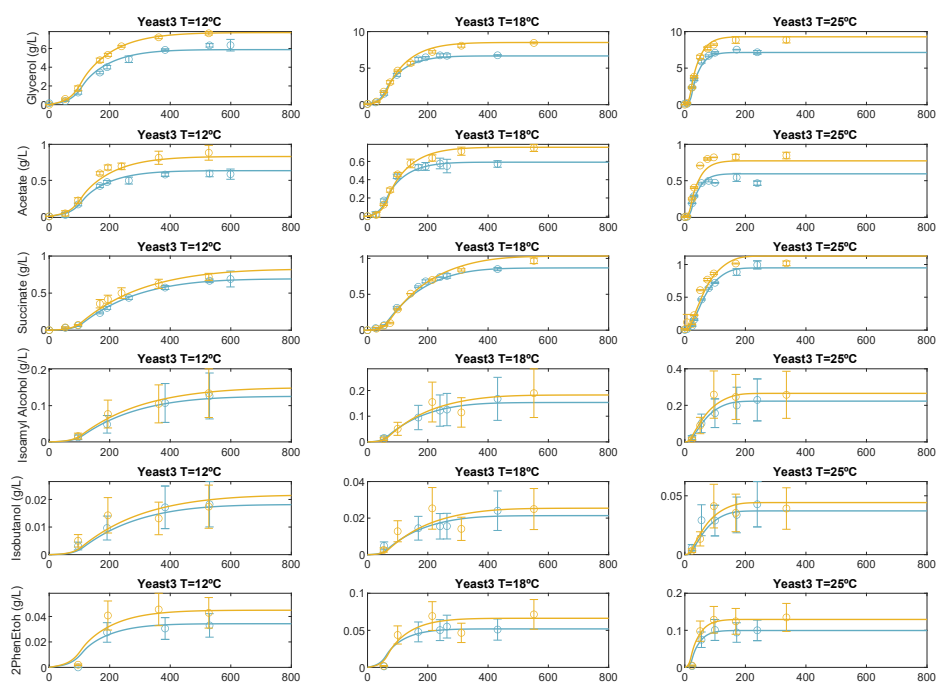 Yeast3 T=12ºC Yeast3 T=18ºC Yeast3 T=25ºC
Glycerol (g/L)
6 4 2 0
10 5 0
10 5 0
0 200 400 600 800 0 200 400 600 800 0 200 400 600 800
Yeast3 T=12ºC Yeast3 T=18ºC Yeast3 T=25ºC
Acetate (g/L)
1 0.5 0
0.6 0.4 0.2 0
1 0.5 0
0 200 400 600 800 0 200 400 600 800 0 200 400 600 800
Yeast3 T=12ºC Yeast3 T=18ºC Yeast3 T=25ºC
Succinate (g/L)
1 0.5 0
1 0.5 0
1 0.5 0
0 200 400 600 800 0 200 400 600 800 0 200 400 600 800
Yeast3 T=12ºC Yeast3 T=18ºC Yeast3 T=25ºC
Isoamyl Alcohol (g/L)
0.2 0.1 0
0.2 0
0.4 0.2 0
0 200 400 600 800 0 200 400 600 800 0 200 400 600 800
Yeast3 T=12ºC Yeast3 T=18ºC Yeast3 T=25ºC
Isobutanol (g/L)
0.02 0.01 0
0.04 0.02 0
0.05 0
0 200 400 600 800 0 200 400 600 800 0 200 400 600 800
Yeast3 T=12ºC Yeast3 T=18ºC Yeast3 T=25ºC
2PhenEtoh (g/L)
0.04 0.02 0
0.1 0.05 0
0.2 0.1 0
0 200 400 600 800 0 200 400 600 800 0 200 400 600 800